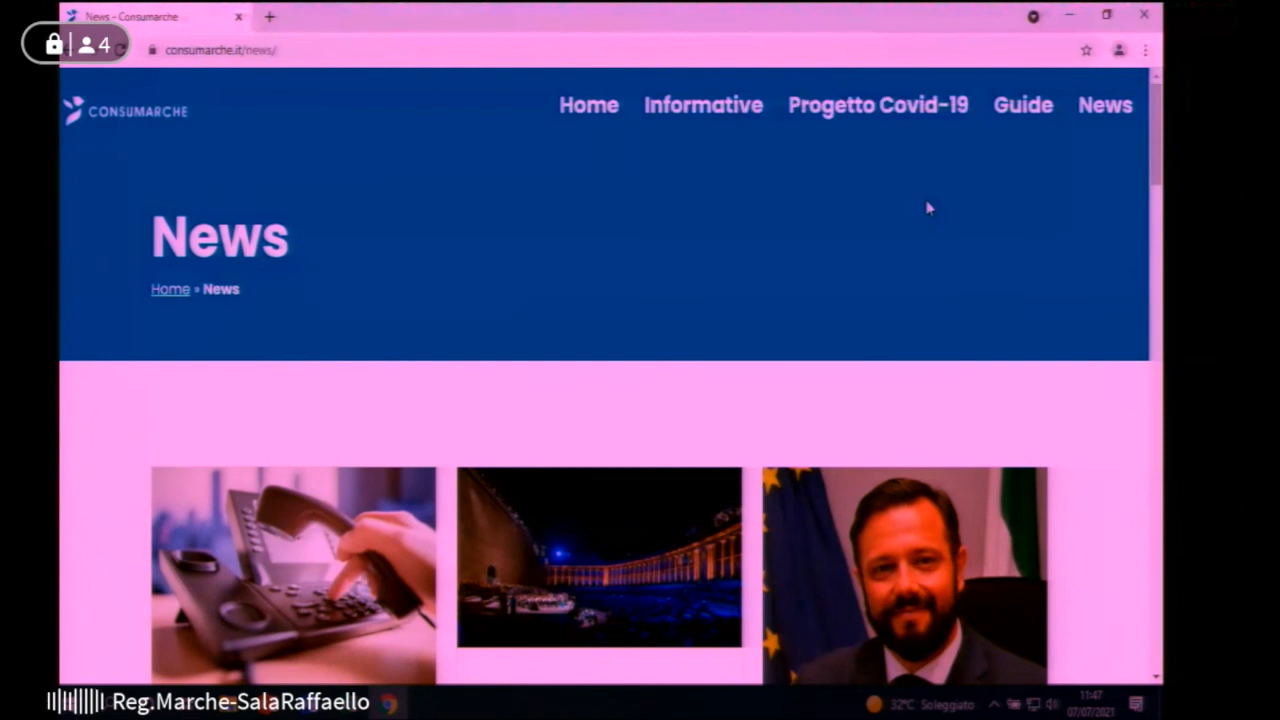 News – Consumarche
4
consumarche.it/news/
CONSUMARCHE
Home Informative Progetto Covid-19 Guide News
News
Home » News
Reg.Marche-SalaRaffaello
32°C Soleggiato
11:47
07/07/2021